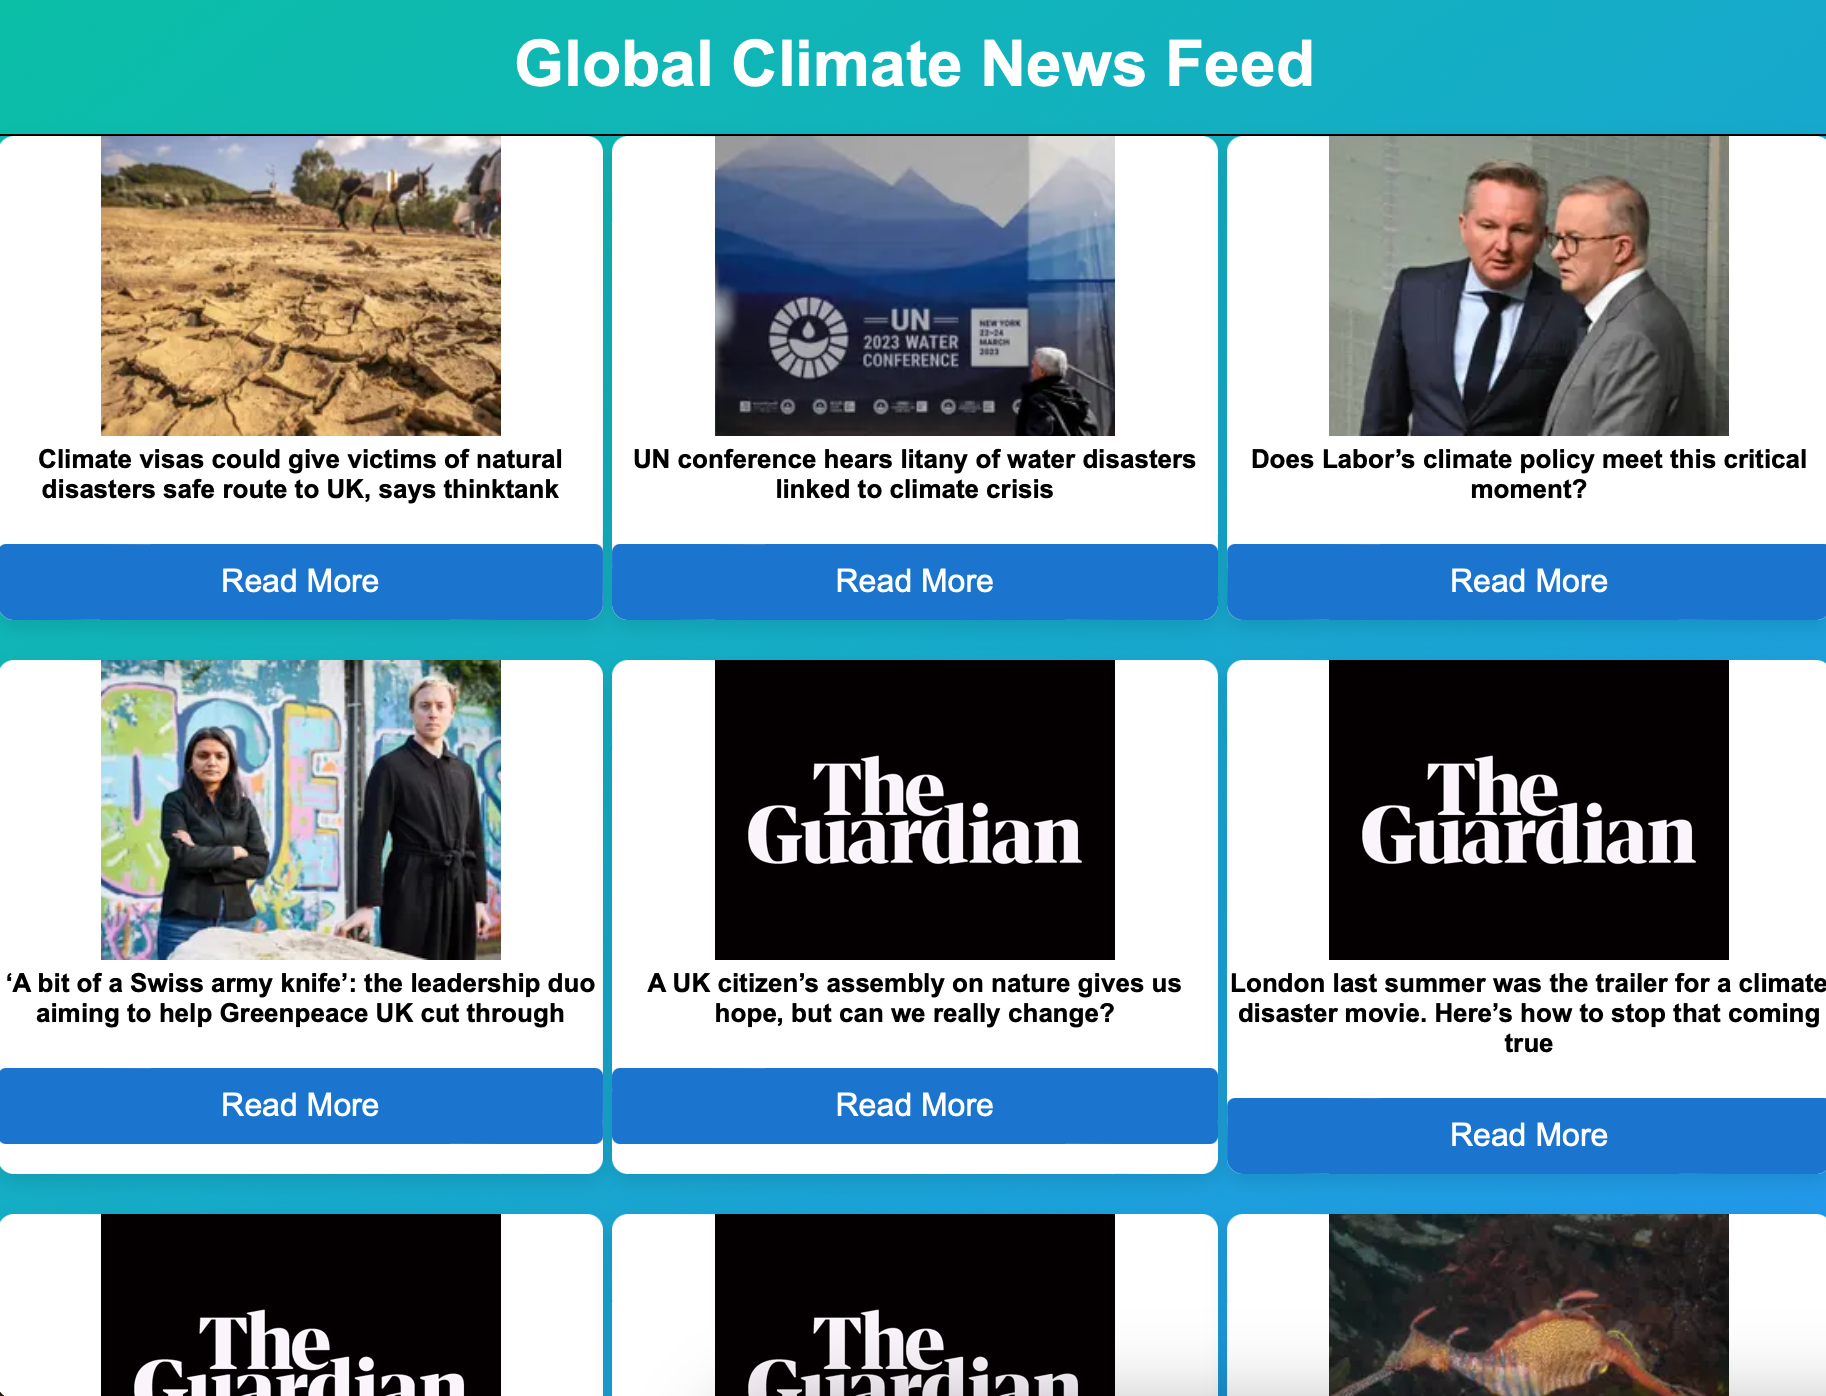 Global Climate News Feed
UN
2023 WATER
CONFERENCE
NEW YORK
22–24
MARCH
2023
Climate visas could give victims of natural
disasters safe route to UK, says thinktank
UN conference hears litany of water disasters
linked to climate crisis
Does Labor’s climate policy meet this critical
moment?
Read More
Read More
Read More
The
Guardian
The
Guardian
‘A bit of a Swiss army knife’: the leadership duo
aiming to help Greenpeace UK cut through
A UK citizen’s assembly on nature gives us
hope, but can we really change?
London last summer was the trailer for a climate
disaster movie. Here’s how to stop that coming
true
Read More
Read More
Read More
The
Guardian
The
Guardian